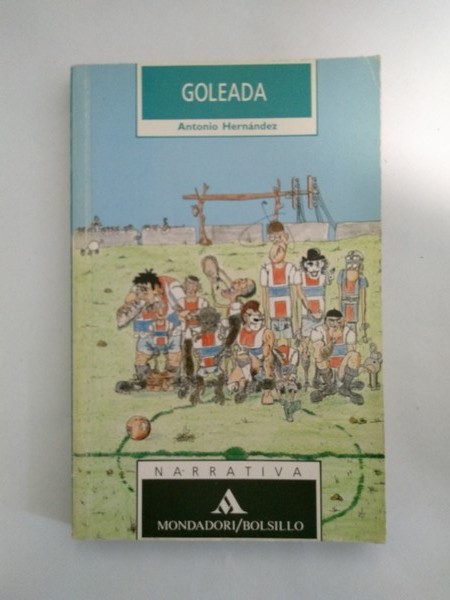 GOLEADA
Antonio Hernández
NARRATIVA
MONDADORI/BOLSILLO